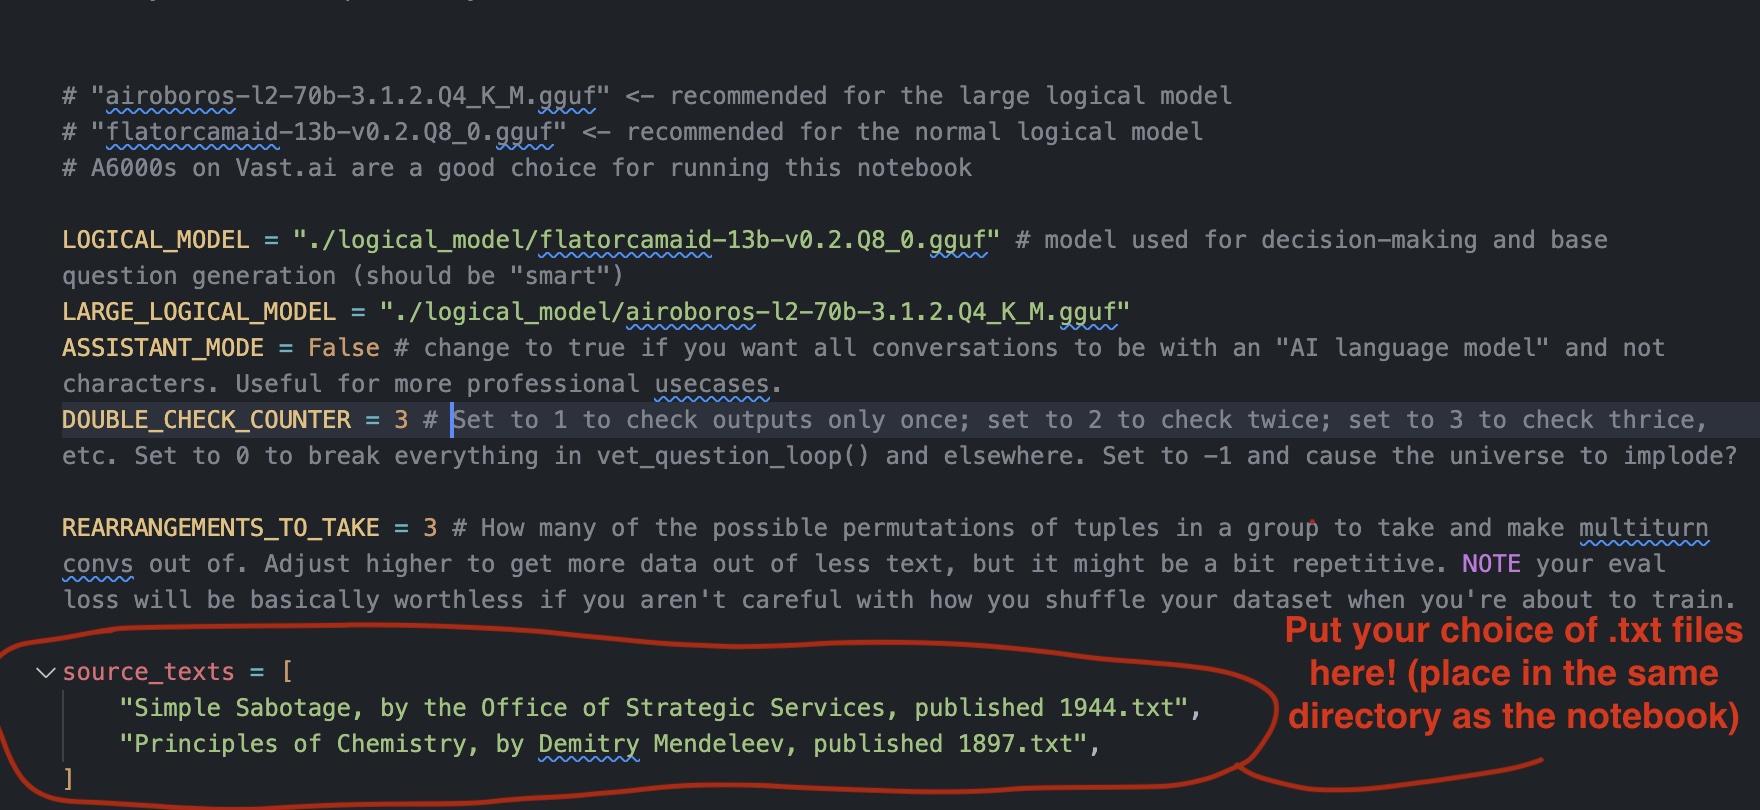 # "airoboros-l2-70b-3.1.2.Q4_K_M.gguf" <- recommended for the large logical model
# "flatorcamaid-13b-v0.2.Q8_0.gguf" <- recommended for the normal logical model
# A6000s on Vast.ai are a good choice for running this notebook
LOGICAL_MODEL = "./logical_model/flatorcamaid-13b-v0.2.Q8_0.gguf" # model used for decision-making and base
question generation (should be "smart")
LARGE_LOGICAL_MODEL = "./logical_model/airoboros-l2-70b-3.1.2.Q4_K_M.gguf"
ASSISTANT_MODE = False # change to true if you want all conversations to be with an "AI language model" and not
characters. Useful for more professional usecases.
DOUBLE_CHECK_COUNTER = 3 # Set to 1 to check outputs only once; set to 2 to check twice; set to 3 to check thrice,
etc. Set to 0 to break everything in vet_question_loop() and elsewhere. Set to -1 and cause the universe to implode?
REARRANGEMENTS_TO_TAKE = 3 # How many of the possible permutations of tuples in a group to take and make multiturn
convs out of. Adjust higher to get more data out of less text, but it might be a bit repetitive. NOTE your eval
loss will be basically worthless if you aren't careful with how you shuffle your dataset when you're about to train.
source_texts = [
"Simple Sabotage, by the Office of Strategic Services, published 1944.txt",
"Principles of Chemistry, by Demitry Mendeleev, published 1897.txt",
]
Put your choice of .txt files
here! (place in the same
directory as the notebook)